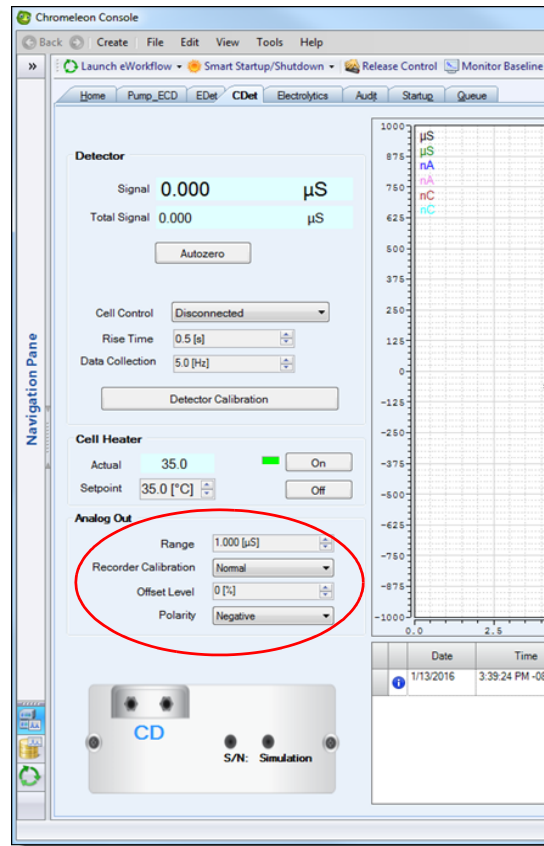 Chromeleon Console
Back Create File Edit View Tools Help
» Launch eWorkflow Smart Startup/Shutdown Release Control Monitor Baseline
Home Pump_ECD EDet CDet Electrolytics Audit Startup Queue
Navigation Pane
Detector
Signal 0.000 µS
Total Signal 0.000 µS
Autozero
Cell Control Disconnected
Rise Time 0.5 [s]
Data Collection 5.0 [Hz]
Detector Calibration
Cell Heater
Actual 35.0 On
Setpoint 35.0 [°C] Off
Analog Out
Range 1.000 [µS]
Recorder Calibration Normal
Offset Level 0 [%]
Polarity Negative
CD
S/N: Simulation
1000
875
750
625
500
375
250
125
0
-125
-250
-375
-500
-625
-750
-875
-1000
µS
µS
nA
nA
nC
nC
0.0 2.5
Date Time
1/13/2016 3:39:24 PM -08